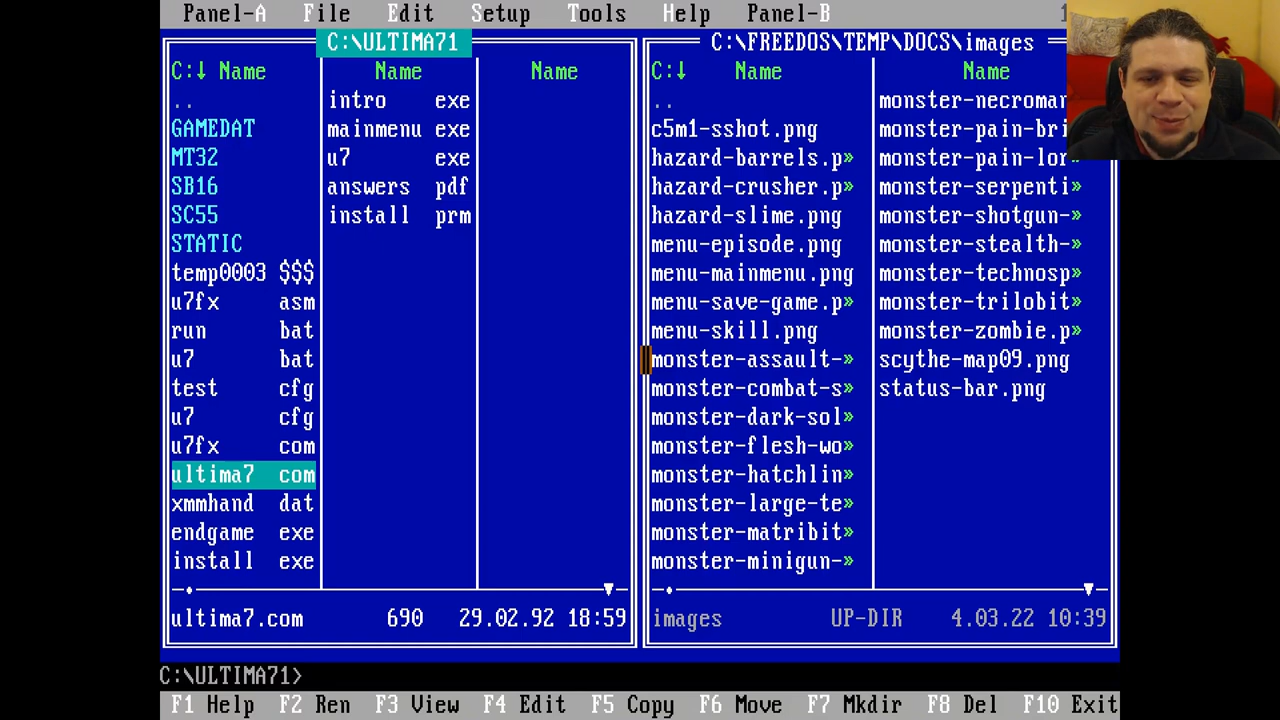 Panel-A File Edit Setup Tools Help Panel-B 1
C:\ULTIMA71
C:↓ Name Name Name
..
GAMEDAT
MT32
SB16
SC55
STATIC
temp0003 $$$
u7fx asm
run bat
u7 bat
test cfg
u7 cfg
u7fx com
ultima7 com
xmmhand dat
endgame exe
install exe
intro exe
mainmenu exe
u7 exe
answers pdf
install prm
ultima7.com 690 29.02.92 18:59
C:\FREEDOS\TEMP\DOCS\images
C:↓ Name Name
..
c5m1-sshot.png
hazard-barrels.p»
hazard-crusher.p»
hazard-slime.png
menu-episode.png
menu-mainmenu.png
menu-save-game.p»
menu-skill.png
monster-assault-»
monster-combat-s»
monster-dark-sol»
monster-flesh-wo»
monster-hatchlin»
monster-large-te»
monster-matribit»
monster-minigun-»
monster-necromar
monster-pain-bri
monster-pain-lor»
monster-serpenti»
monster-shotgun-»
monster-stealth-»
monster-technosp»
monster-trilobit»
monster-zombie.p»
scythe-map09.png
status-bar.png
images UP-DIR 4.03.22 10:39
C:\ULTIMA71>
F1 Help F2 Ren F3 View F4 Edit F5 Copy F6 Move F7 Mkdir F8 Del F10 Exit